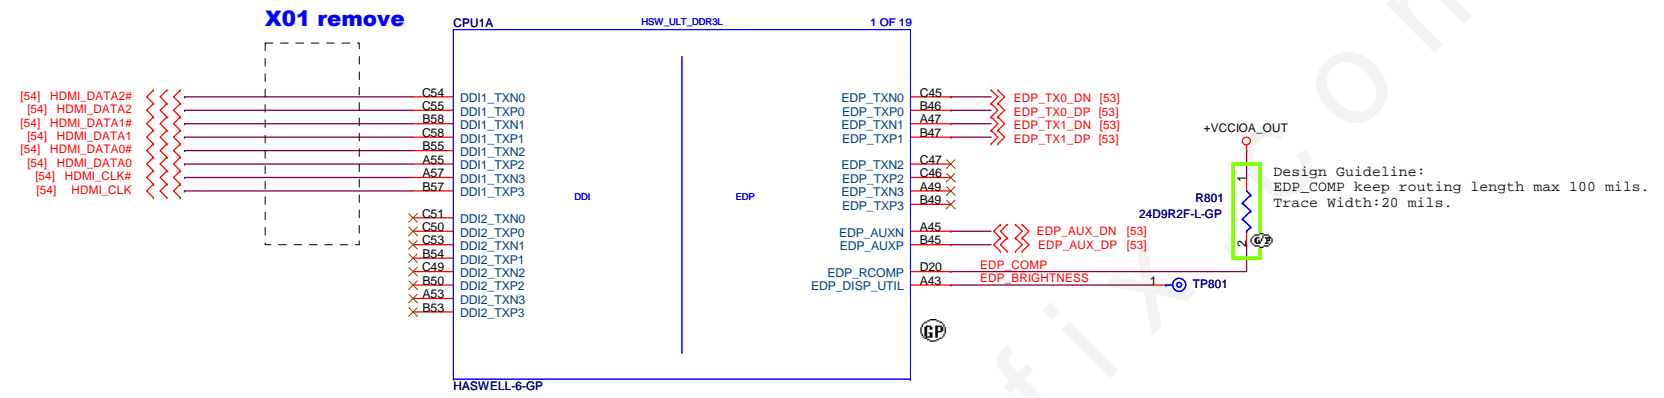 X01 remove
CPU1A
HSW_ULT_DDR3L
1 OF 19
[54] HDMI_DATA2#
[54] HDMI_DATA2
[54] HDMI_DATA1#
[54] HDMI_DATA1
[54] HDMI_DATA0#
[54] HDMI_DATA0
[54] HDMI_CLK#
[54] HDMI_CLK
C54 DDI1_TXN0
C55 DDI1_TXP0
B58 DDI1_TXN1
C58 DDI1_TXP1
B55 DDI1_TXN2
A55 DDI1_TXP2
A57 DDI1_TXN3
B57 DDI1_TXP3
C51 DDI2_TXN0
C50 DDI2_TXP0
C53 DDI2_TXN1
B54 DDI2_TXP1
C49 DDI2_TXN2
B50 DDI2_TXP2
A53 DDI2_TXN3
B53 DDI2_TXP3
DDI
EDP
EDP_TXN0 C45 EDP_TX0_DN [53]
EDP_TXP0 B46 EDP_TX0_DP [53]
EDP_TXN1 A47 EDP_TX1_DN [53]
EDP_TXP1 B47 EDP_TX1_DP [53]
EDP_TXN2 C47
EDP_TXP2 C46
EDP_TXN3 A49
EDP_TXP3 B49
EDP_AUXN A45 EDP_AUX_DN [53]
EDP_AUXP B45 EDP_AUX_DP [53]
EDP_RCOMP D20 EDP_COMP
EDP_DISP_UTIL A43 EDP_BRIGHTNESS 1 TP801
GP
HASWELL-6-GP
+VCCIOA_OUT
1
R801
24D9R2F-L-GP
2
Design Guideline:
EDP_COMP keep routing length max 100 mils.
Trace Width:20 mils.